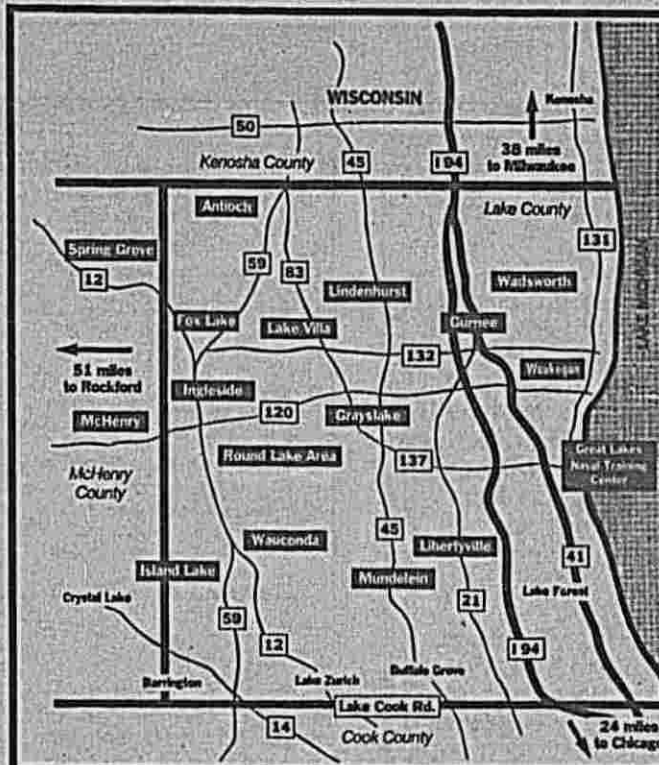 WISCONSIN
Kenosha
50
Kenosha County
45
I 94
38 miles
to Milwaukee
Antioch
Lake County
Spring Grove
12
59
83
131
Lindenhurst
Wadsworth
LAKE MICHIGAN
Fox Lake
Lake Villa
Gurnee
51 miles
to Rockford
132
Waukegan
Ingleside
McHenry
120
Grayslake
Round Lake Area
137
Great Lakes
Naval Training
Center
McHenry
County
45
Wauconda
Libertyville
Island Lake
Mundelein
41
Crystal Lake
59
21
Lake Forest
12
I 94
Barrington
Lake Zurich
Buffalo Grove
Lake Cook Rd.
14
Cook County
24 miles
to Chicago